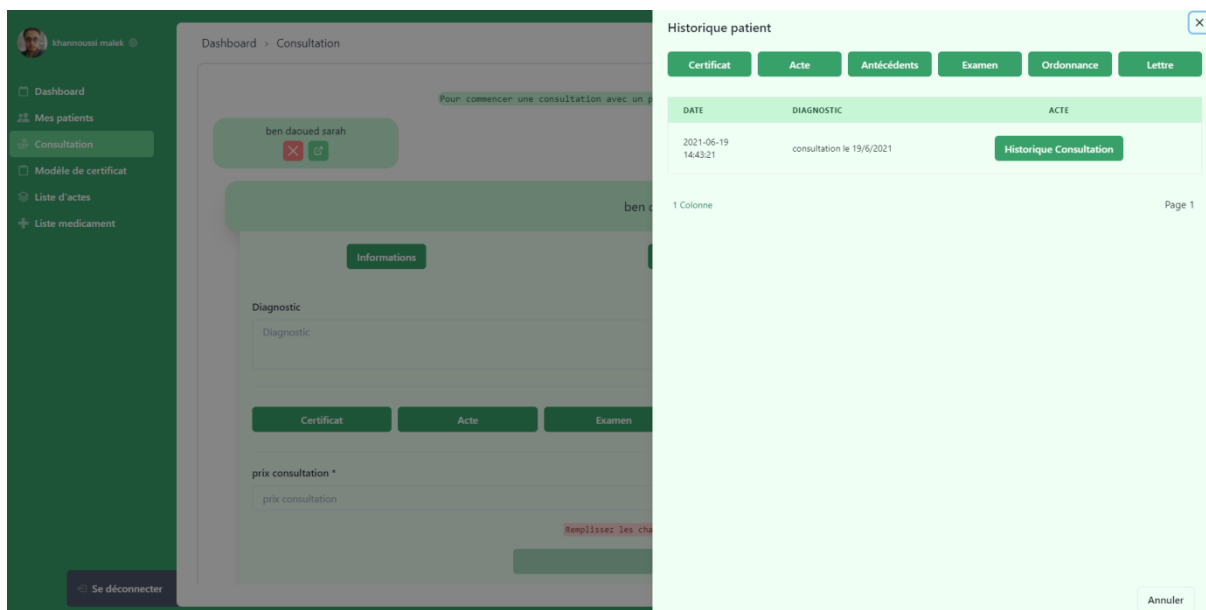 khannoussi malek
Dashboard
Mes patients
Consultation
Modèle de certificat
Liste d'actes
Liste medicament
Se déconnecter
Dashboard > Consultation
Pour commencer une consultation avec un p
ben daoued sarah
ben d
Informations
Diagnostic
Diagnostic
Certificat
Acte
Examen
prix consultation *
prix consultation
Remplissez les cha
Historique patient
Certificat
Acte
Antécédents
Examen
Ordonnance
Lettre
DATE DIAGNOSTIC ACTE
2021-06-19
14:43:21
consultation le 19/6/2021
Historique Consultation
1 Colonne
Page 1
Annuler